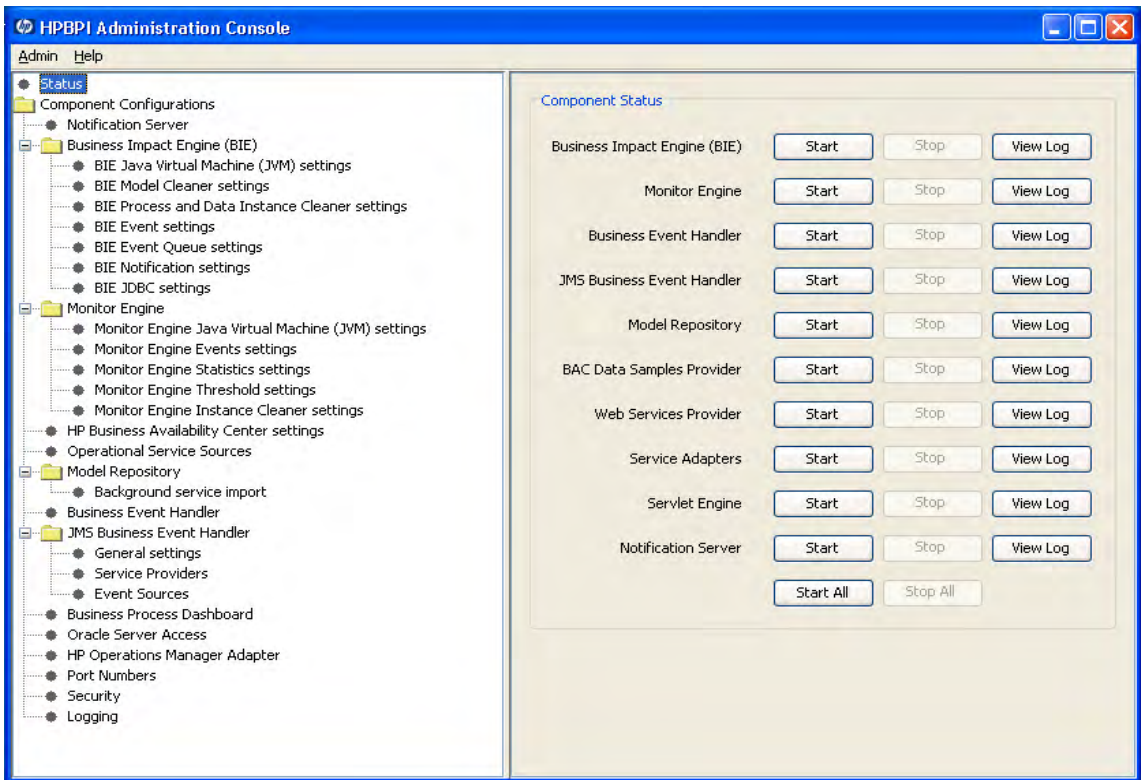 HPBPI Administration Console
Admin Help
Status
Component Configurations
Notification Server
Business Impact Engine (BIE)
BIE Java Virtual Machine (JVM) settings
BIE Model Cleaner settings
BIE Process and Data Instance Cleaner settings
BIE Event settings
BIE Event Queue settings
BIE Notification settings
BIE JDBC settings
Monitor Engine
Monitor Engine Java Virtual Machine (JVM) settings
Monitor Engine Events settings
Monitor Engine Statistics settings
Monitor Engine Threshold settings
Monitor Engine Instance Cleaner settings
HP Business Availability Center settings
Operational Service Sources
Model Repository
Background service import
Business Event Handler
JMS Business Event Handler
General settings
Service Providers
Event Sources
Business Process Dashboard
Oracle Server Access
HP Operations Manager Adapter
Port Numbers
Security
Logging
Component Status
Business Impact Engine (BIE) Start Stop View Log
Monitor Engine Start Stop View Log
Business Event Handler Start Stop View Log
JMS Business Event Handler Start Stop View Log
Model Repository Start Stop View Log
BAC Data Samples Provider Start Stop View Log
Web Services Provider Start Stop View Log
Service Adapters Start Stop View Log
Servlet Engine Start Stop View Log
Notification Server Start Stop View Log
Start All Stop All